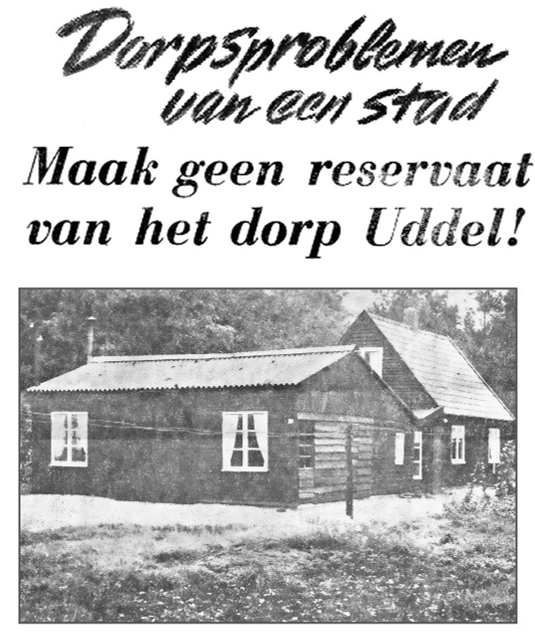 Dorpsproblemen
van een stad
Maak geen reservaat
van het dorp Uddel!